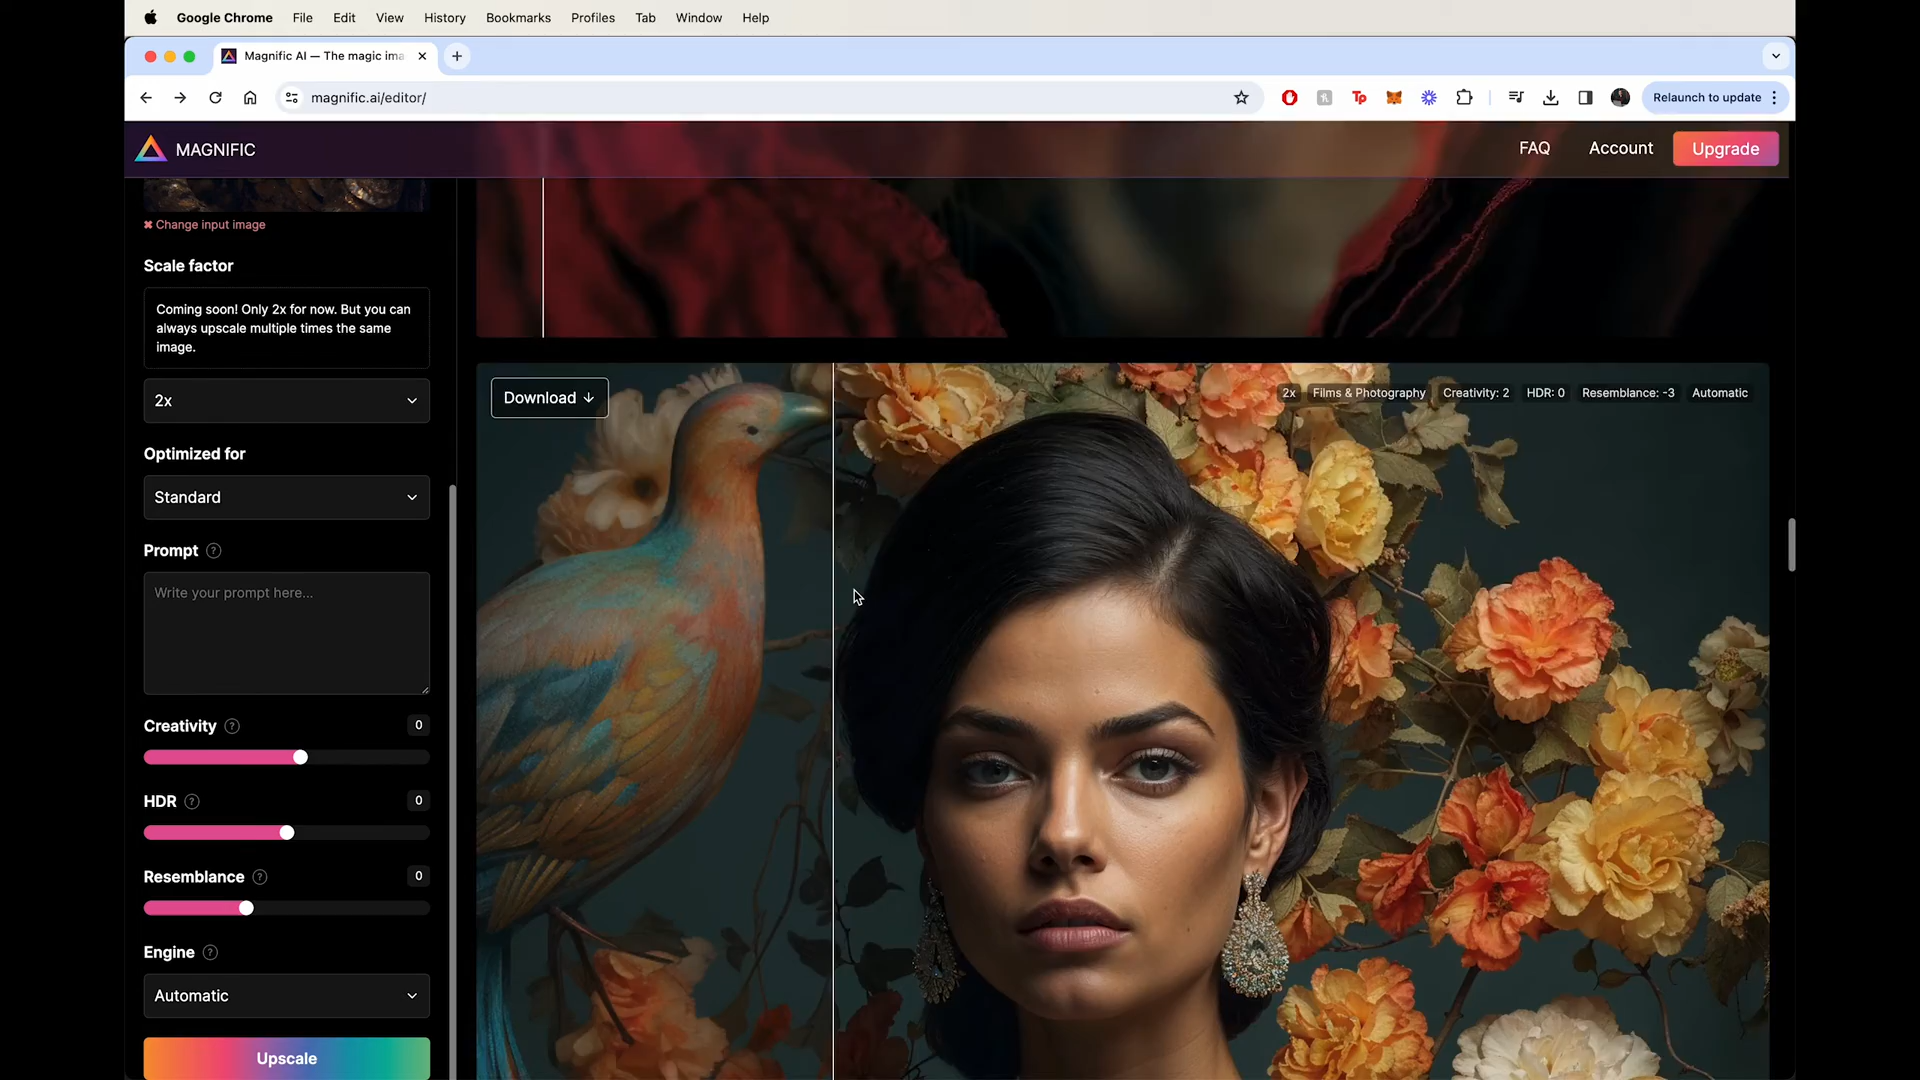 Google Chrome File Edit View History Bookmarks Profiles Tab Window Help
Magnific AI — The magic ima
magnific.ai/editor/
Tp
Relaunch to update
MAGNIFIC
FAQ Account Upgrade
✖ Change input image
Scale factor
Coming soon! Only 2x for now. But you can
always upscale multiple times the same
image.
2x
Optimized for
Standard
Prompt ?
Write your prompt here...
Creativity ? 0
HDR ? 0
Resemblance ? 0
Engine ?
Automatic
Upscale
Download ↓
2x Films & Photography Creativity: 2 HDR: 0 Resemblance: -3 Automatic